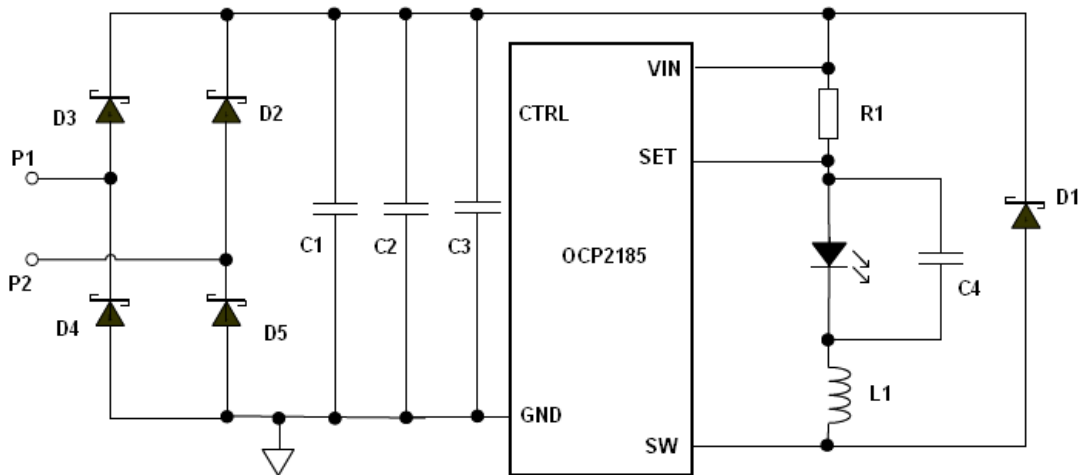 VIN
D3
D2
CTRL
R1
P1
SET
D1
C1
C2
C3
OCP2185
P2
C4
D4
D5
L1
GND
SW